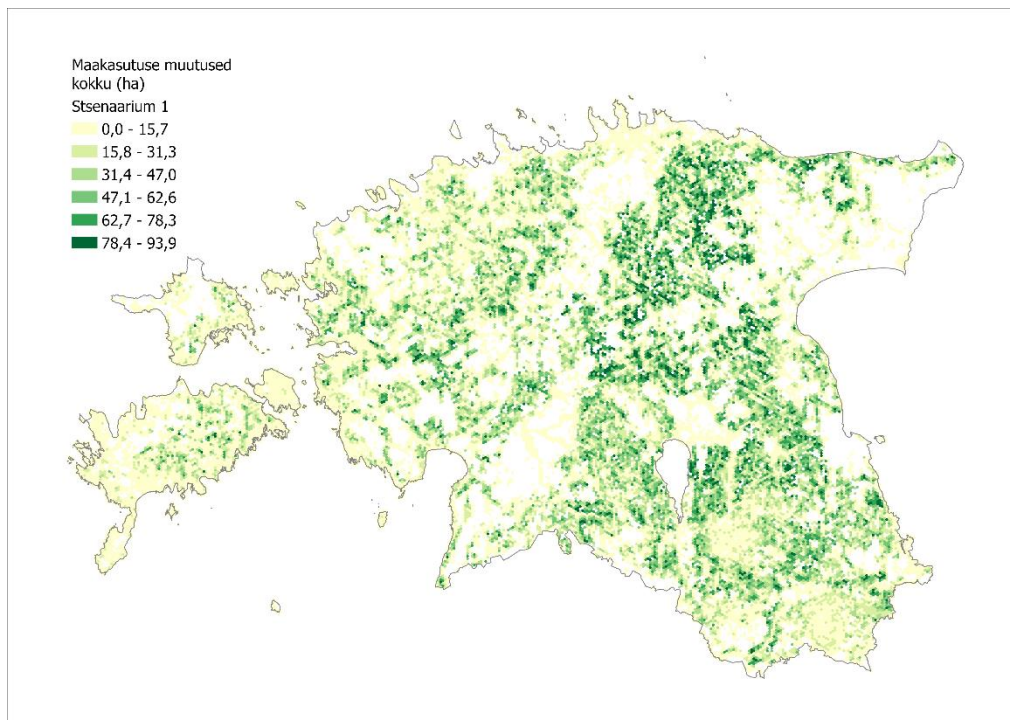 Maakasutuse muutused
kokku (ha)
Stsenaarium 1
0,0 - 15,7
15,8 - 31,3
31,4 - 47,0
47,1 - 62,6
62,7 - 78,3
78,4 - 93,9